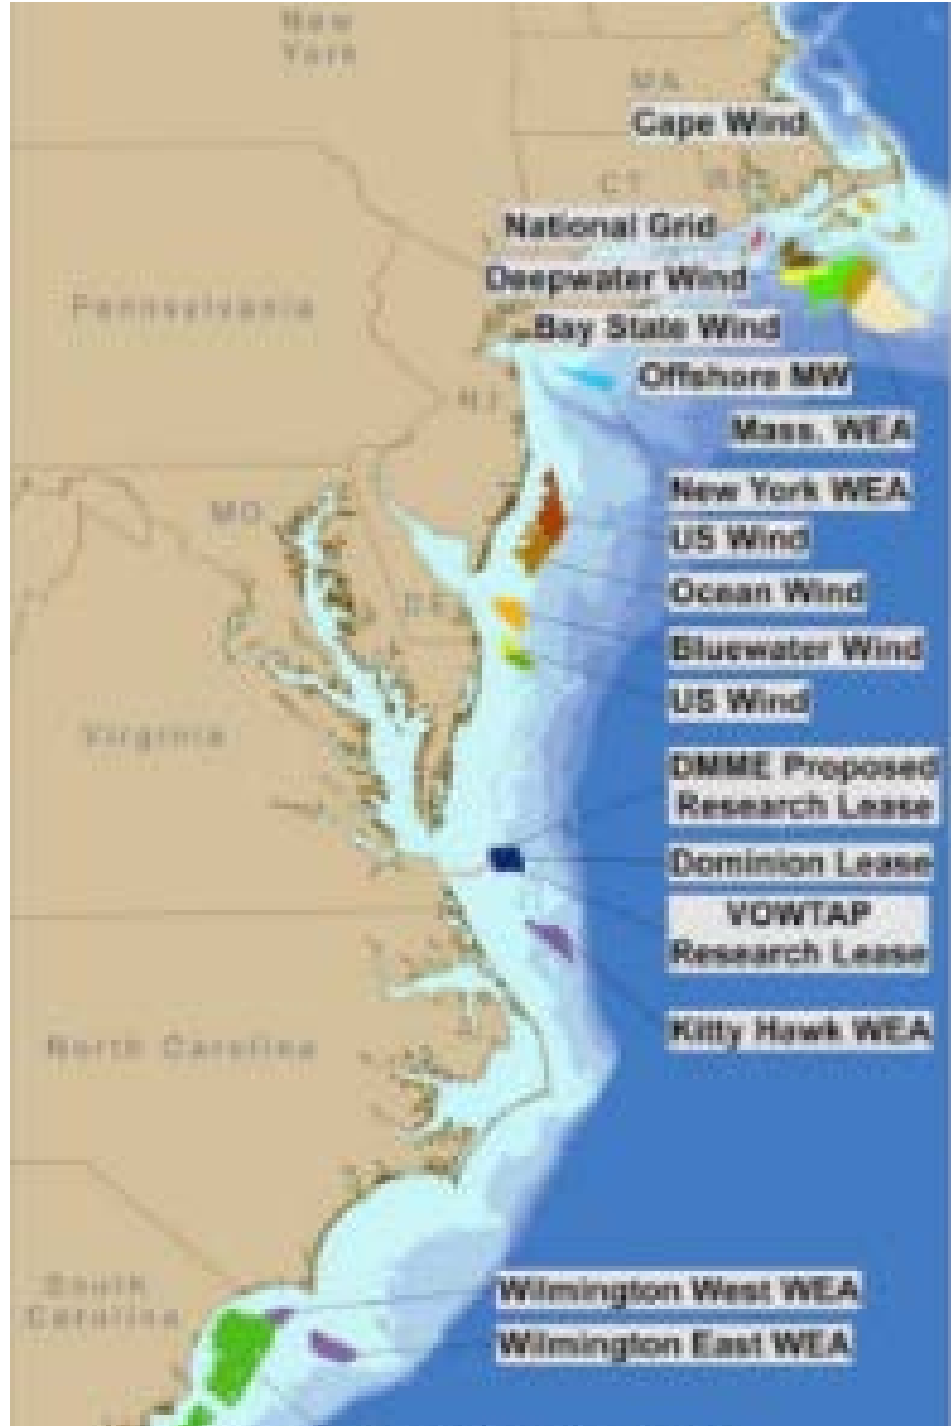 New
York
MA
Cape Wind
CT
RI
National Grid
Deepwater Wind
Pennsylvania
Bay State Wind
Offshore MW
NJ
Mass. WEA
New York WEA
MD
US Wind
Ocean Wind
DE
Bluewater Wind
US Wind
Virginia
DMME Proposed
Research Lease
Dominion Lease
VOWTAP
Research Lease
Kitty Hawk WEA
North Carolina
South
Carolina
Wilmington West WEA
Wilmington East WEA